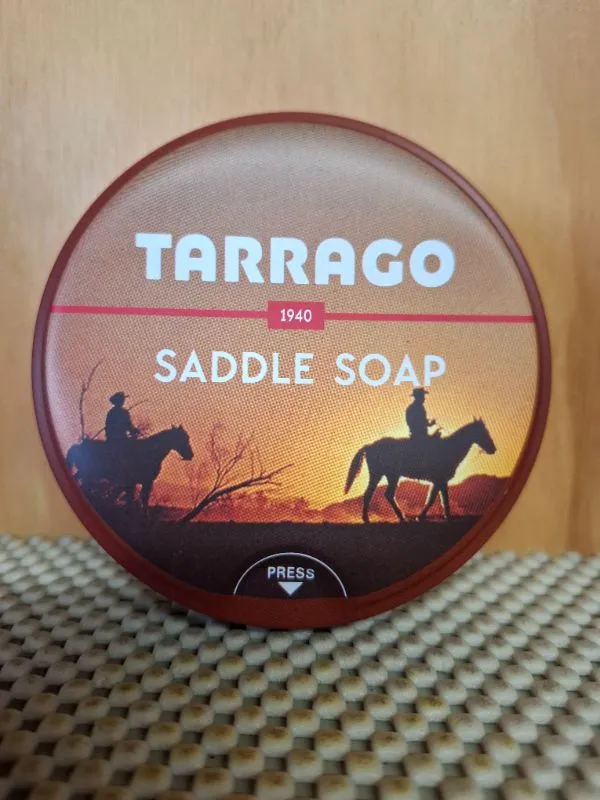 TARRAGO
1940
SADDLE SOAP
PRESS